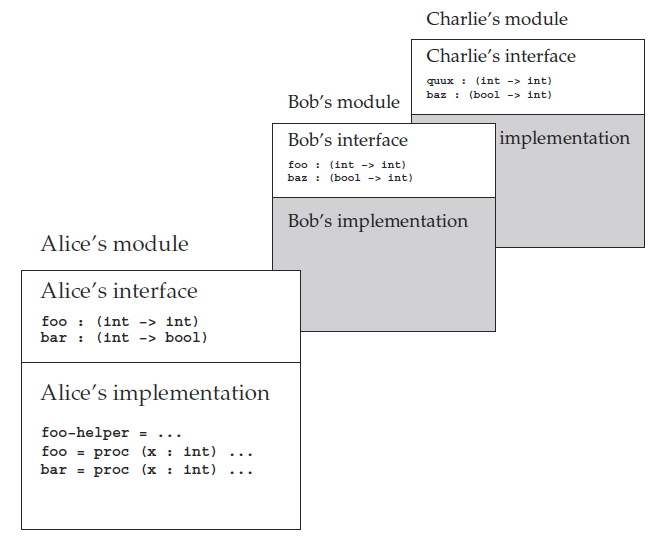 Charlie's module
Charlie's interface
quux : (int -> int)
baz : (bool -> int)
implementation
Bob's module
Bob's interface
foo : (int -> int)
baz : (bool -> int)
Bob's implementation
Alice's module
Alice's interface
foo : (int -> int)
bar : (int -> bool)
Alice's implementation
foo-helper = ...
foo = proc (x : int) ...
bar = proc (x : int) ...